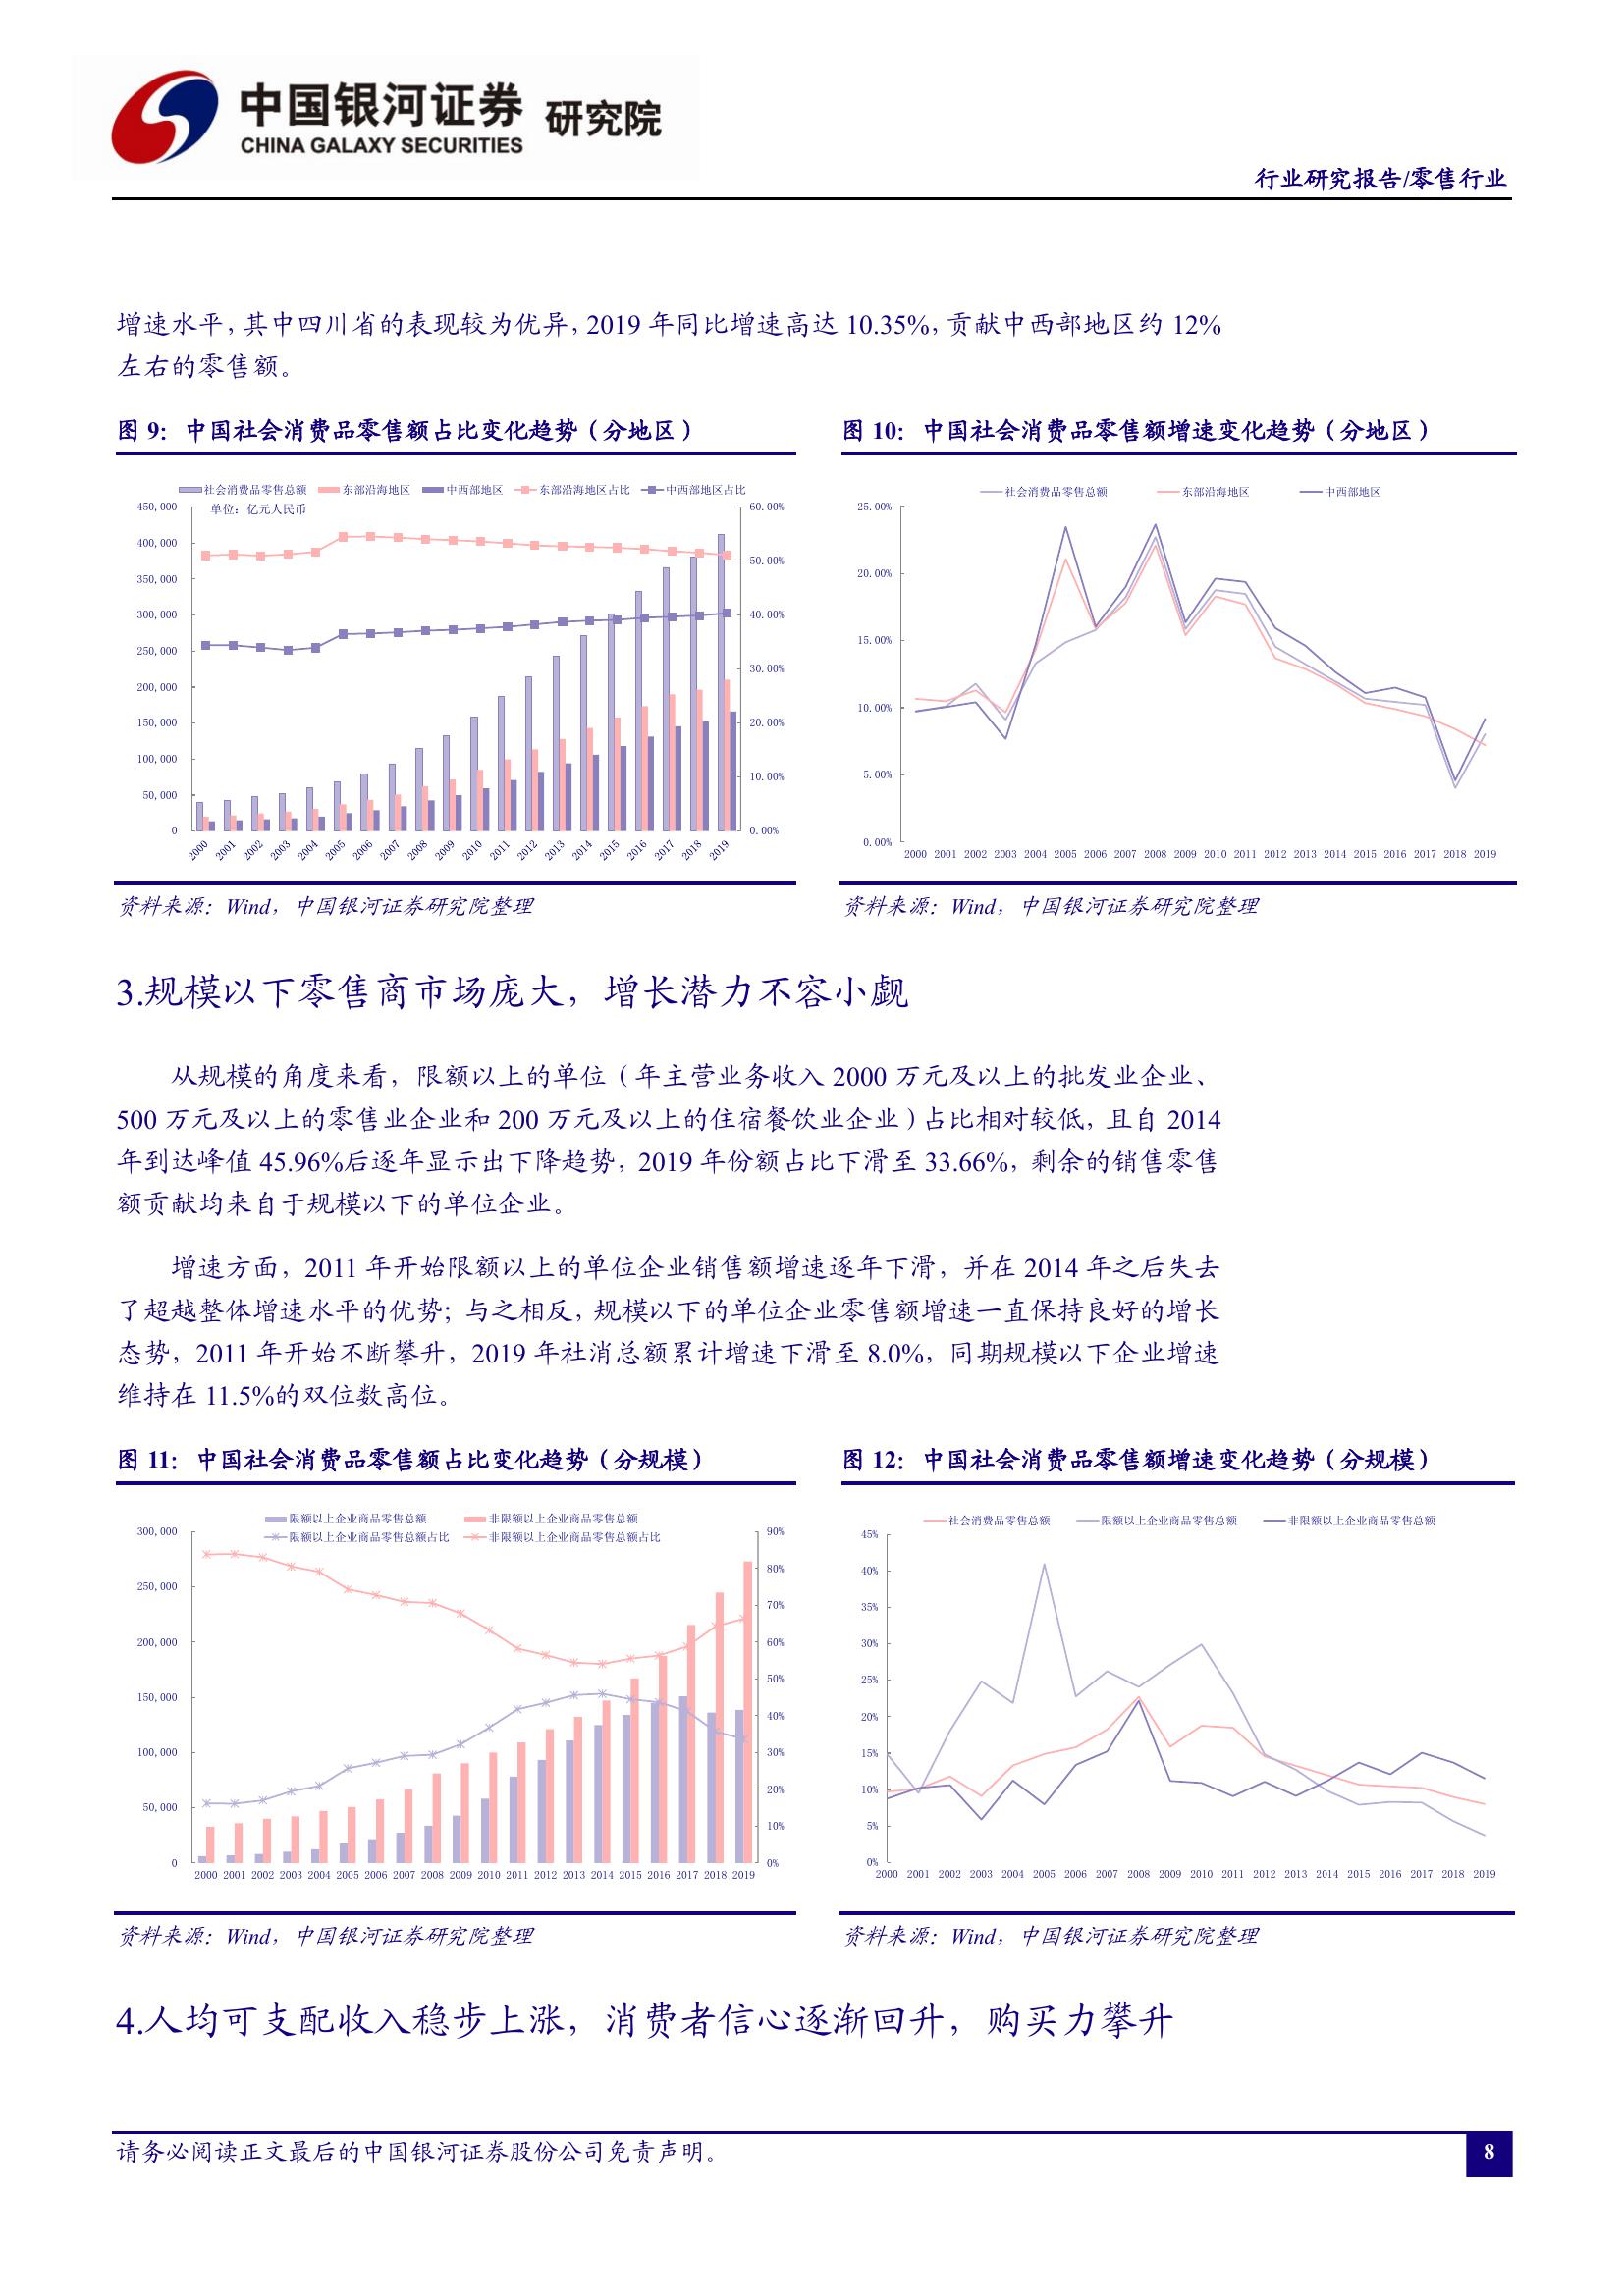 中国银河证券 研究院
CHINA GALAXY SECURITIES
行业研究报告/零售行业
增速水平，其中四川省的表现较为优异，2019 年同比增速高达 10.35%，贡献中西部地区约 12%
左右的零售额。
图 9：中国社会消费品零售额占比变化趋势（分地区）
社会消费品零售总额 东部沿海地区 中西部地区 东部沿海地区占比 中西部地区占比
单位：亿元人民币
450,000
400,000
350,000
300,000
250,000
200,000
150,000
100,000
50,000
0
60.00%
50.00%
40.00%
30.00%
20.00%
10.00%
0.00%
2000 2001 2002 2003 2004 2005 2006 2007 2008 2009 2010 2011 2012 2013 2014 2015 2016 2017 2018 2019
资料来源：Wind，中国银河证券研究院整理
图 10：中国社会消费品零售额增速变化趋势（分地区）
社会消费品零售总额 东部沿海地区 中西部地区
25.00%
20.00%
15.00%
10.00%
5.00%
0.00%
2000 2001 2002 2003 2004 2005 2006 2007 2008 2009 2010 2011 2012 2013 2014 2015 2016 2017 2018 2019
资料来源：Wind，中国银河证券研究院整理
3.规模以下零售商市场庞大，增长潜力不容小觑
从规模的角度来看，限额以上的单位（年主营业务收入 2000 万元及以上的批发业企业、
500 万元及以上的零售业企业和 200 万元及以上的住宿餐饮业企业）占比相对较低，且自 2014
年到达峰值 45.96%后逐年显示出下降趋势，2019 年份额占比下滑至 33.66%，剩余的销售零售
额贡献均来自于规模以下的单位企业。
增速方面，2011 年开始限额以上的单位企业销售额增速逐年下滑，并在 2014 年之后失去
了超越整体增速水平的优势；与之相反，规模以下的单位企业零售额增速一直保持良好的增长
态势，2011 年开始不断攀升，2019 年社消总额累计增速下滑至 8.0%，同期规模以下企业增速
维持在 11.5%的双位数高位。
图 11：中国社会消费品零售额占比变化趋势（分规模）
限额以上企业商品零售总额 非限额以上企业商品零售总额
限额以上企业商品零售总额占比 非限额以上企业商品零售总额占比
300,000
250,000
200,000
150,000
100,000
50,000
0
90%
80%
70%
60%
50%
40%
30%
20%
10%
0%
2000 2001 2002 2003 2004 2005 2006 2007 2008 2009 2010 2011 2012 2013 2014 2015 2016 2017 2018 2019
资料来源：Wind，中国银河证券研究院整理
图 12：中国社会消费品零售额增速变化趋势（分规模）
社会消费品零售总额 限额以上企业商品零售总额 非限额以上企业商品零售总额
45%
40%
35%
30%
25%
20%
15%
10%
5%
0%
2000 2001 2002 2003 2004 2005 2006 2007 2008 2009 2010 2011 2012 2013 2014 2015 2016 2017 2018 2019
资料来源：Wind，中国银河证券研究院整理
4.人均可支配收入稳步上涨，消费者信心逐渐回升，购买力攀升
请务必阅读正文最后的中国银河证券股份公司免责声明。
8